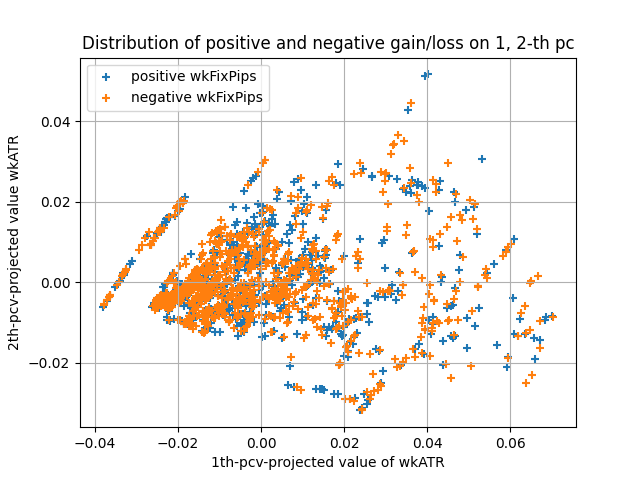 Distribution of positive and negative gain/loss on 1, 2-th pc
positive wkFixPips
negative wkFixPips
2th-pcv-projected value wkATR
0.04
0.02
0.00
−0.02
−0.04
−0.02
0.00
0.02
0.04
0.06
1th-pcv-projected value of wkATR